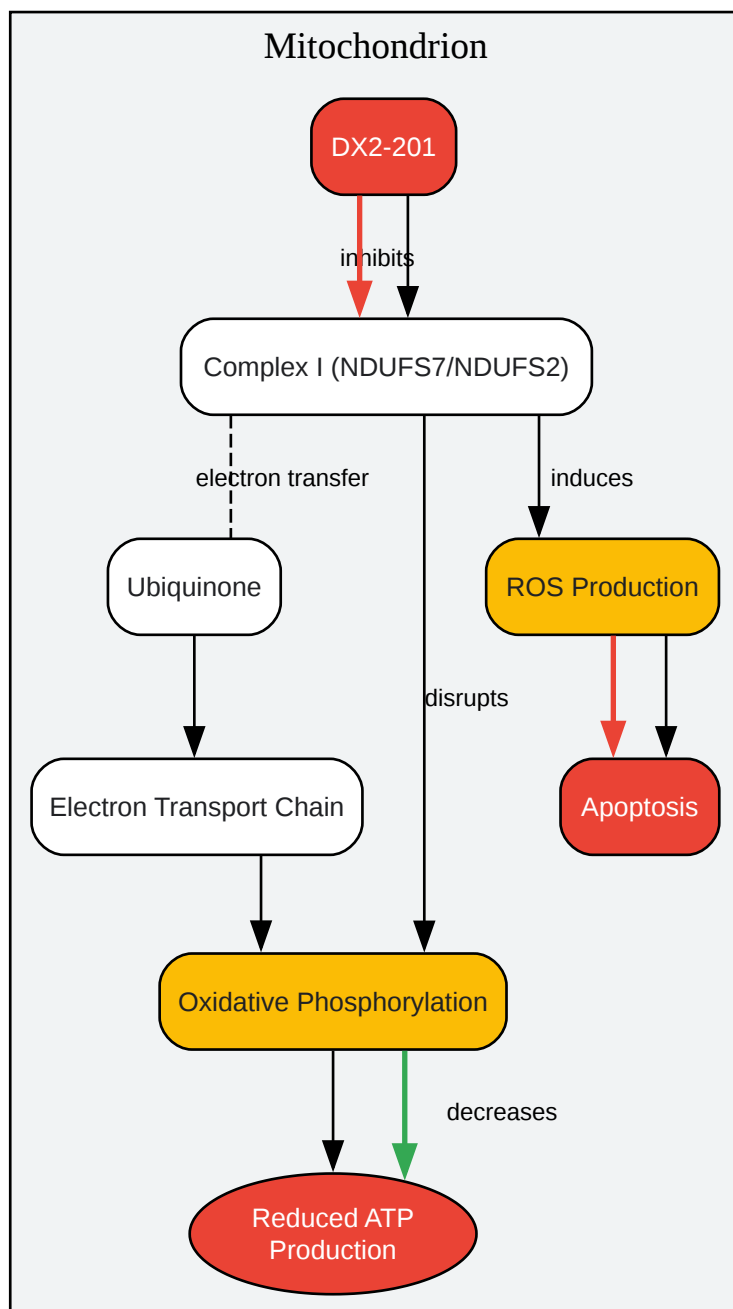 Mitochondrion
DX2-201
inhibits
Complex I (NDUFS7/NDUFS2)
electron transfer
induces
Ubiquinone
ROS Production
disrupts
Electron Transport Chain
Apoptosis
Oxidative Phosphorylation
decreases
Reduced ATP
Production